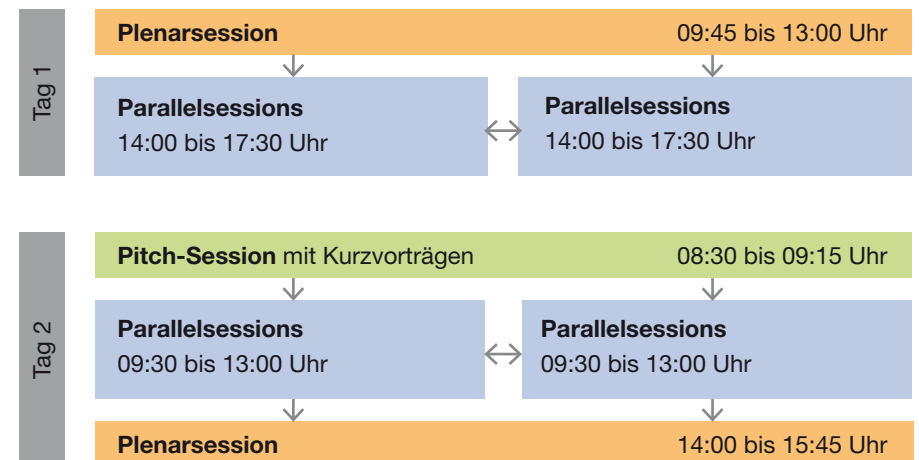 Tag 1
Plenarsession 09:45 bis 13:00 Uhr
Parallelsessions
14:00 bis 17:30 Uhr
Parallelsessions
14:00 bis 17:30 Uhr
Tag 2
Pitch-Session mit Kurzvorträgen 08:30 bis 09:15 Uhr
Parallelsessions
09:30 bis 13:00 Uhr
Parallelsessions
09:30 bis 13:00 Uhr
Plenarsession 14:00 bis 15:45 Uhr